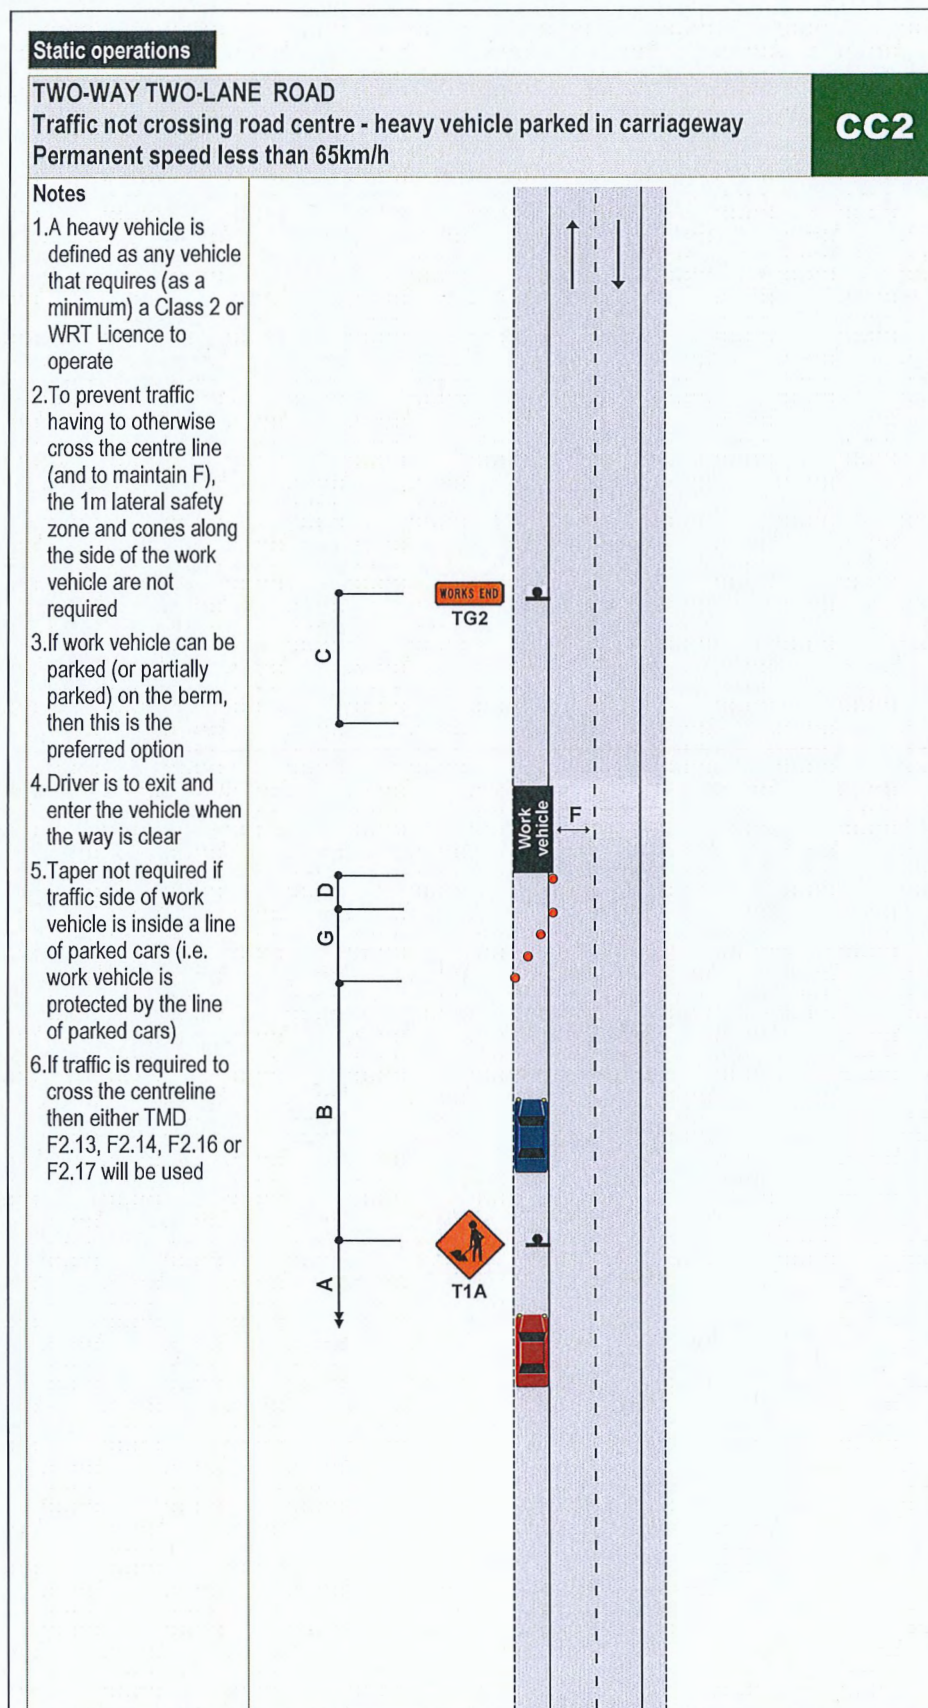 Static operations
TWO-WAY TWO-LANE ROAD
Traffic not crossing road centre - heavy vehicle parked in carriageway
Permanent speed less than 65km/h
CC2
Notes
1.A heavy vehicle is
defined as any vehicle
that requires (as a
minimum) a Class 2 or
WRT Licence to
operate
2.To prevent traffic
having to otherwise
cross the centre line
(and to maintain F),
the 1m lateral safety
zone and cones along
the side of the work
vehicle are not
required
3.If work vehicle can be
parked (or partially
parked) on the berm,
then this is the
preferred option
4.Driver is to exit and
enter the vehicle when
the way is clear
5.Taper not required if
traffic side of work
vehicle is inside a line
of parked cars (i.e.
work vehicle is
protected by the line
of parked cars)
6.If traffic is required to
cross the centreline
then either TMD
F2.13, F2.14, F2.16 or
F2.17 will be used
WORKS END
TG2
C
Work
vehicle
F
D
G
B
T1A
A